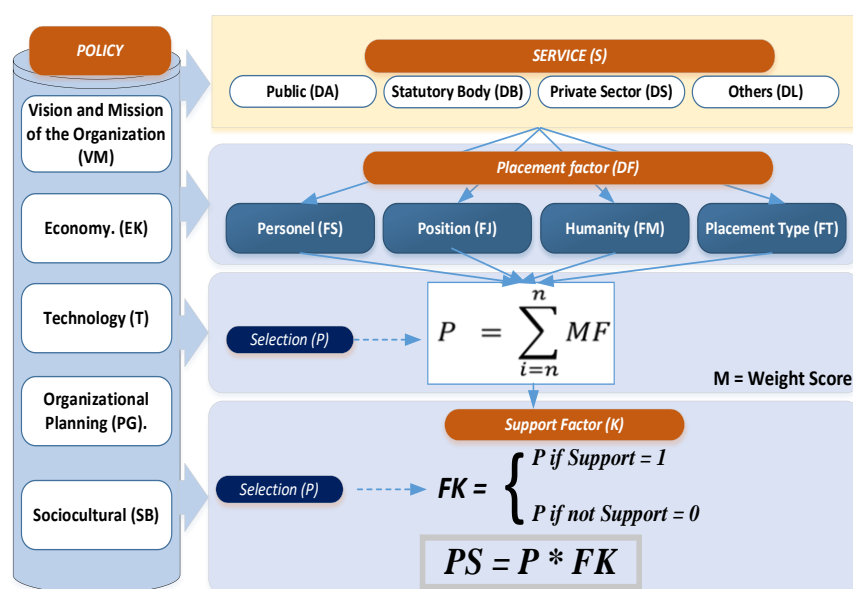 POLICY
Vision and Mission
of the Organization
(VM)
Economy. (EK)
Technology (T)
Organizational
Planning (PG).
Sociocultural (SB)
SERVICE (S)
Public (DA)
Statutory Body (DB)
Private Sector (DS)
Others (DL)
Placement factor (DF)
Personel (FS)
Position (FJ)
Humanity (FM)
Placement Type (FT)
Selection (P)
n
P = ∑ MF
i=n
M = Weight Score
Support Factor (K)
Selection (P)
FK = {
P if Support = 1
P if not Support = 0
PS = P * FK